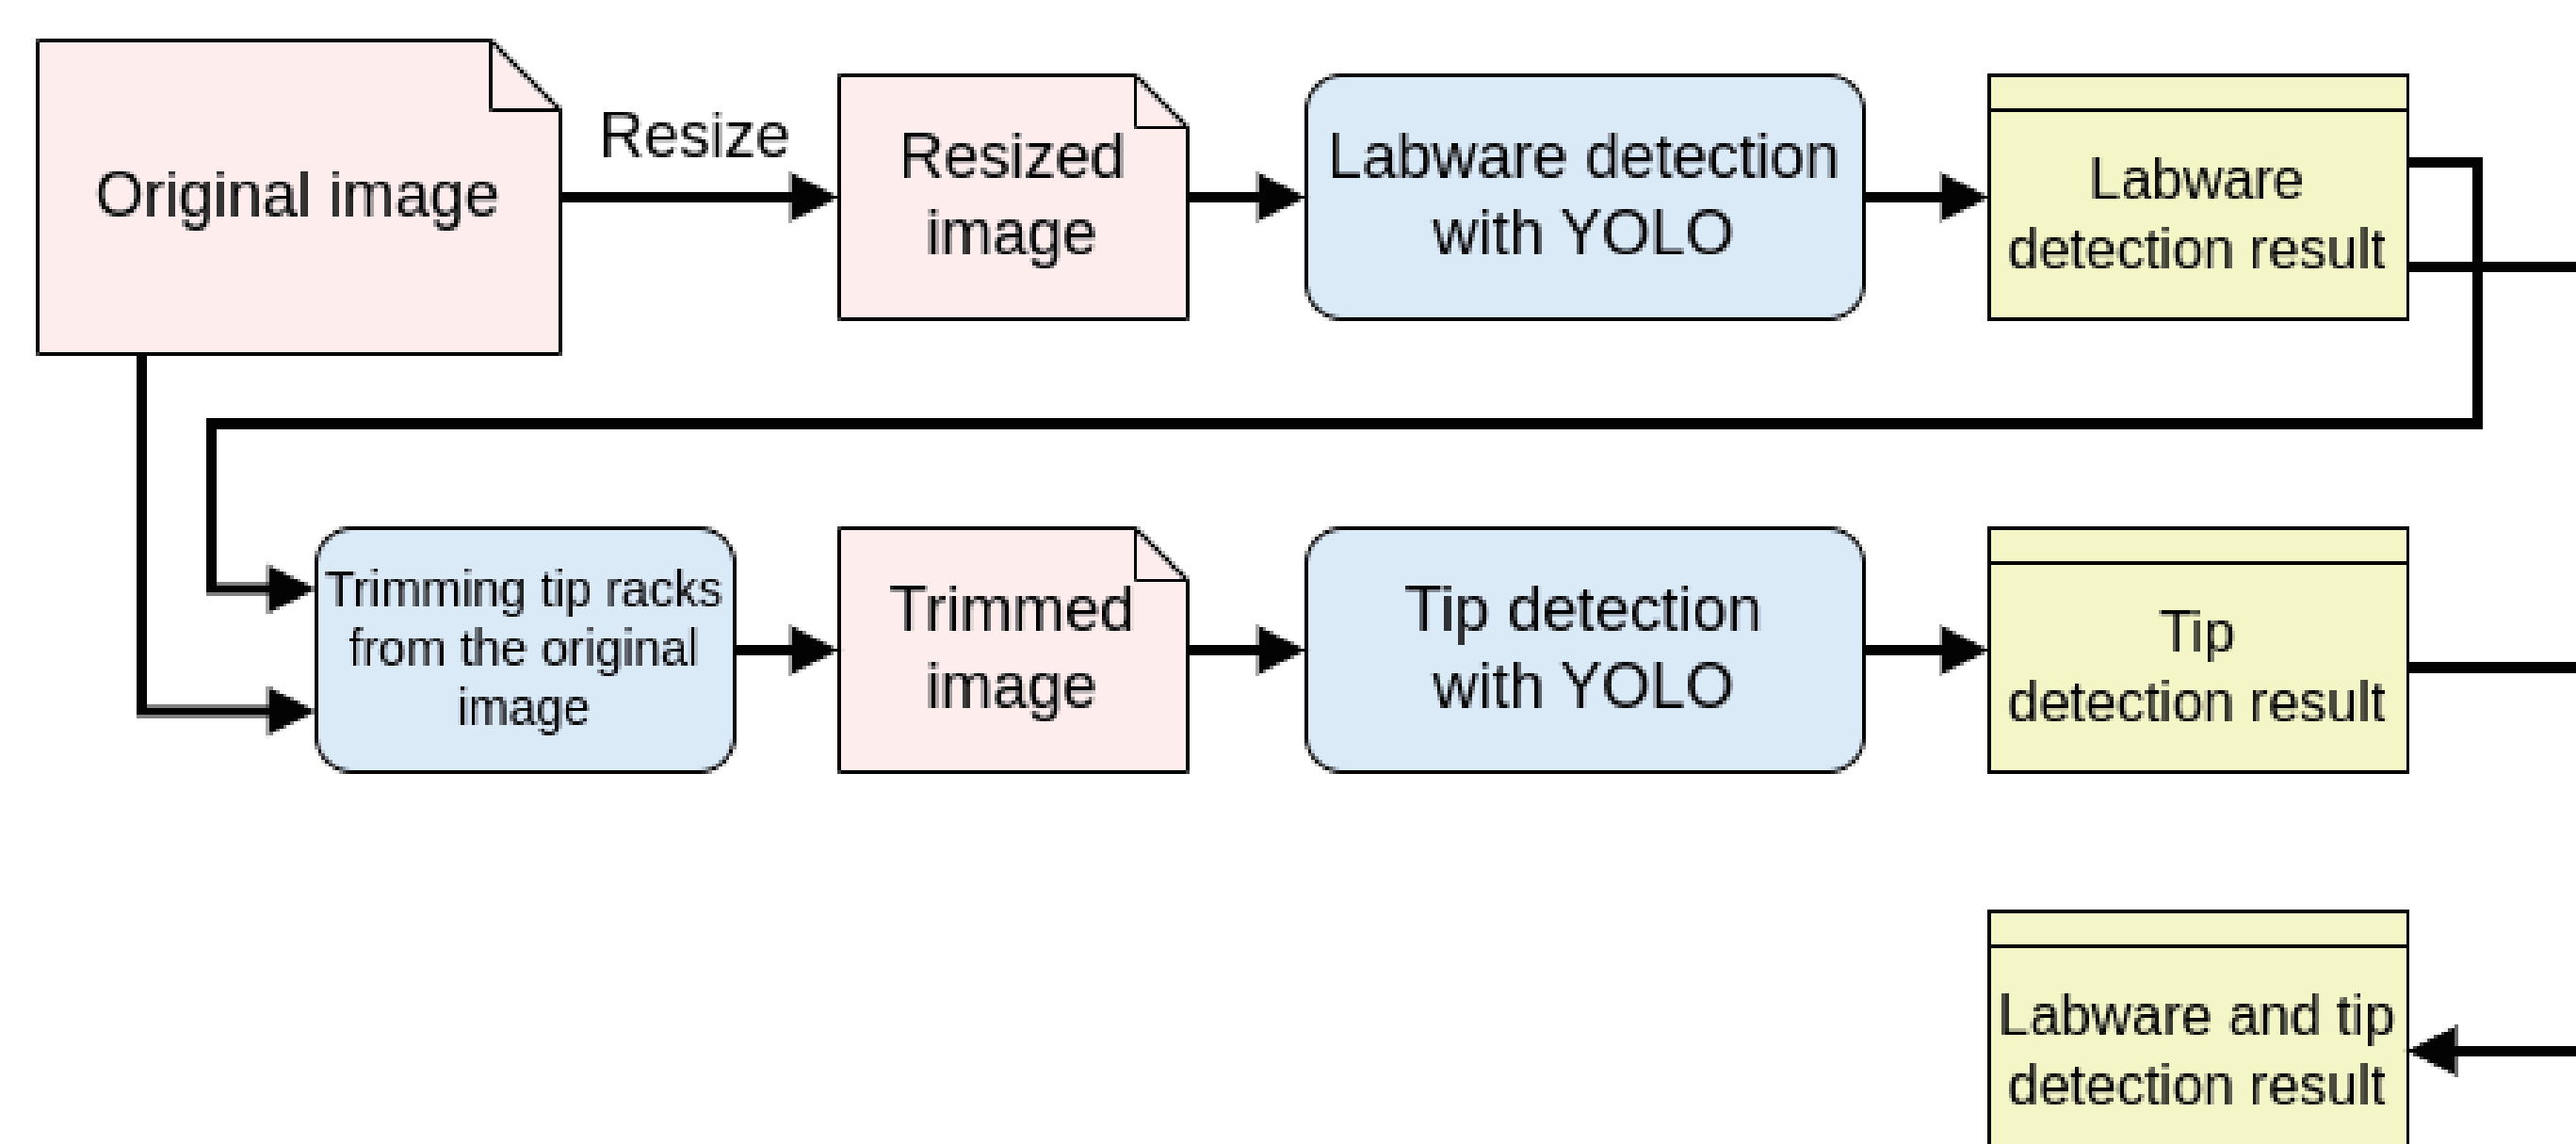 Original image
Resize
Resized
image
Labware detection
with YOLO
Labware
detection result
Trimming tip racks
from the original
image
Trimmed
image
Tip detection
with YOLO
Tip
detection result
Labware and tip
detection result